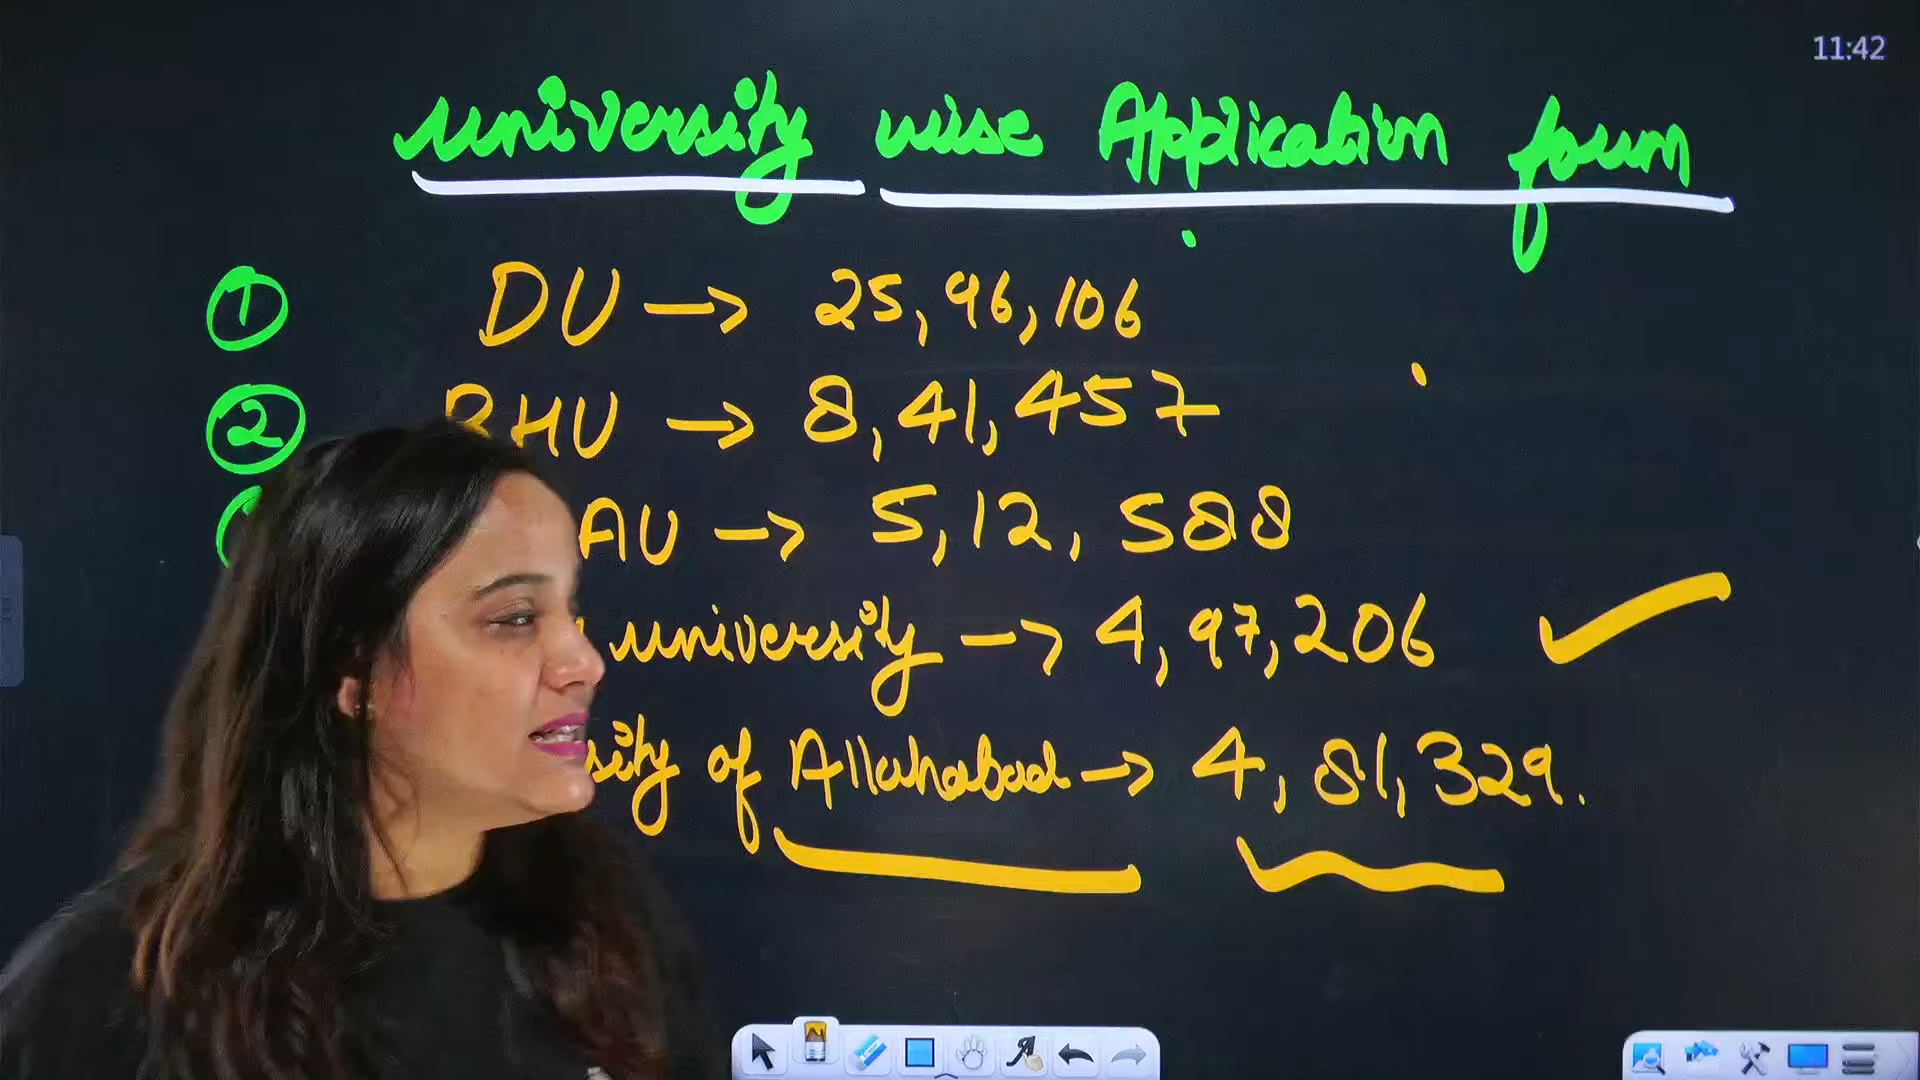 11:42
university wise Application form
1 DU → 25,96,106
2 BHU → 8,41,457
AU → 5,12,588
university → 4,97,206
of Allahabad → 4,81,329.